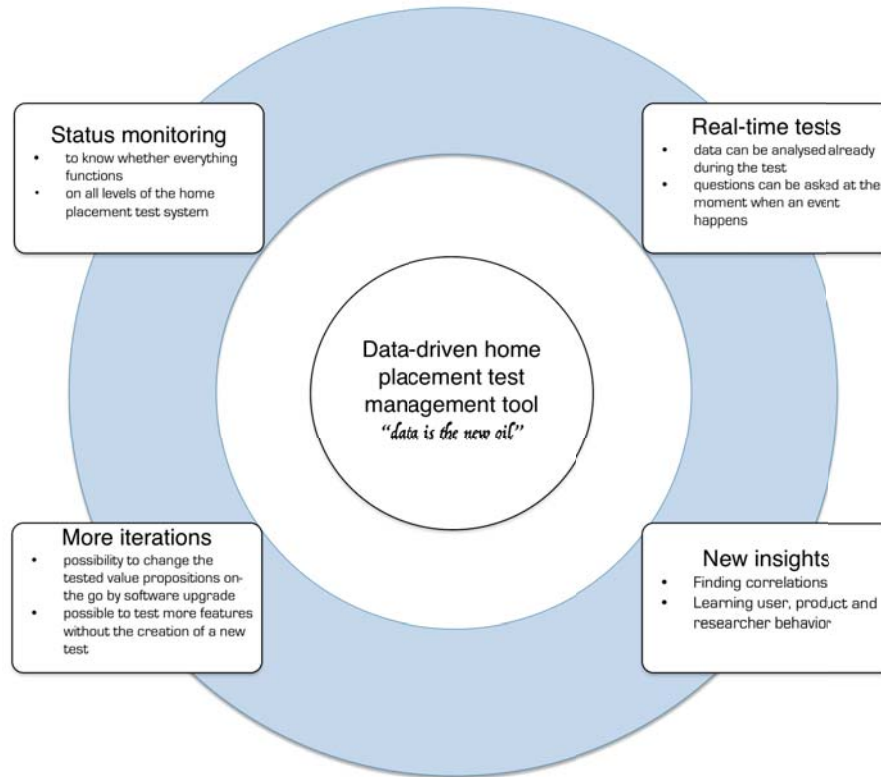 Status monitoring
• to know whether everything
functions
• on all levels of the home
placement test system
Real-time tests
• data can be analysed already
during the test
• questions can be asked at the
moment when an event
happens
Data-driven home
placement test
management tool
“data is the new oil”
More iterations
• possibility to change the
tested value propositions on-
the go by software upgrade
• possible to test more features
without the creation of a new
test
New insights
• Finding correlations
• Learning user, product and
researcher behavior